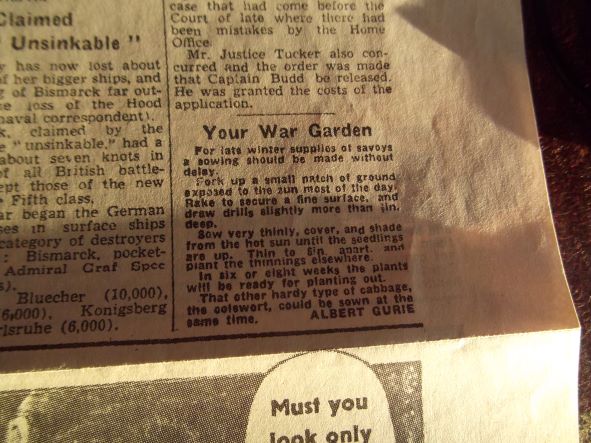 Claimed
Unsinkable "
y has now lost about
f her bigger ships, and
g of Bismarck far out-
e loss of the Hood
naval correspondent).
k, claimed by the
e "unsinkable," had a
about seven knots in
f all British battle-
ept those of the new
e Fifth class.
ar began the German
ses in surface ships
category of destroyers
: Bismarck, pocket-
Admiral Graf Spee
s).
Bluecher (10,000),
6,000), Konigsberg
rlsruhe (6,000).
case that had come before the
Court of late where there had
been mistakes by the Home
Office.
Mr. Justice Tucker also con-
curred and the order was made
that Captain Budd be released.
He was granted the costs of the
application.
Your War Garden
For late winter supplies of savoys
a sowing should be made without
delay.
Fork up a small patch of ground
exposed to the sun most of the day.
Rake to secure a fine surface, and
draw drills slightly more than
deep.
Sow very thinly, cover, and shade
from the hot sun until the seedlings
are up. Thin to 6in. apart, and
plant the thinnings elsewhere.
In six or eight weeks the plants
will be ready for planting out.
That other hardy type of cabbage,
the colewort, could be sown at the
same time. ALBERT GURIE
Must you
look only